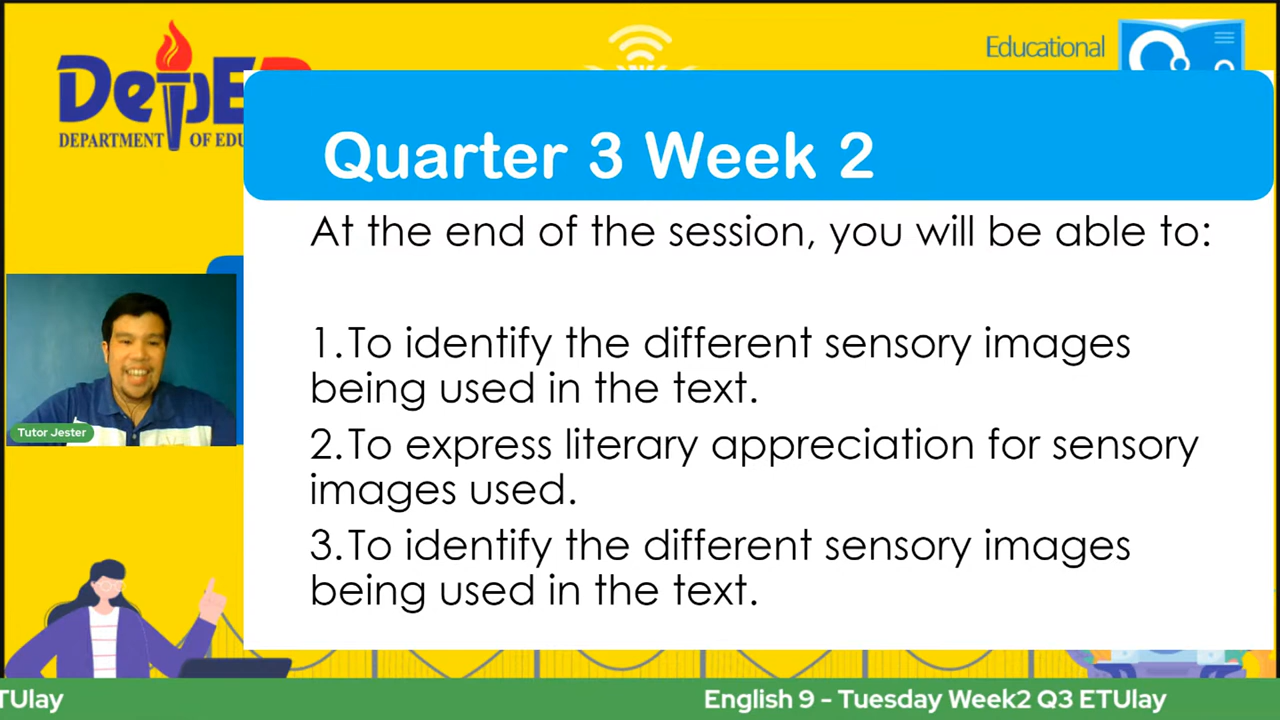 DepED
DEPARTMENT OF EDU
Educational
Quarter 3 Week 2
At the end of the session, you will be able to:
1.To identify the different sensory images
being used in the text.
2.To express literary appreciation for sensory
images used.
3.To identify the different sensory images
being used in the text.
Tutor Jester
TUlay
English 9 - Tuesday Week2 Q3 ETUlay